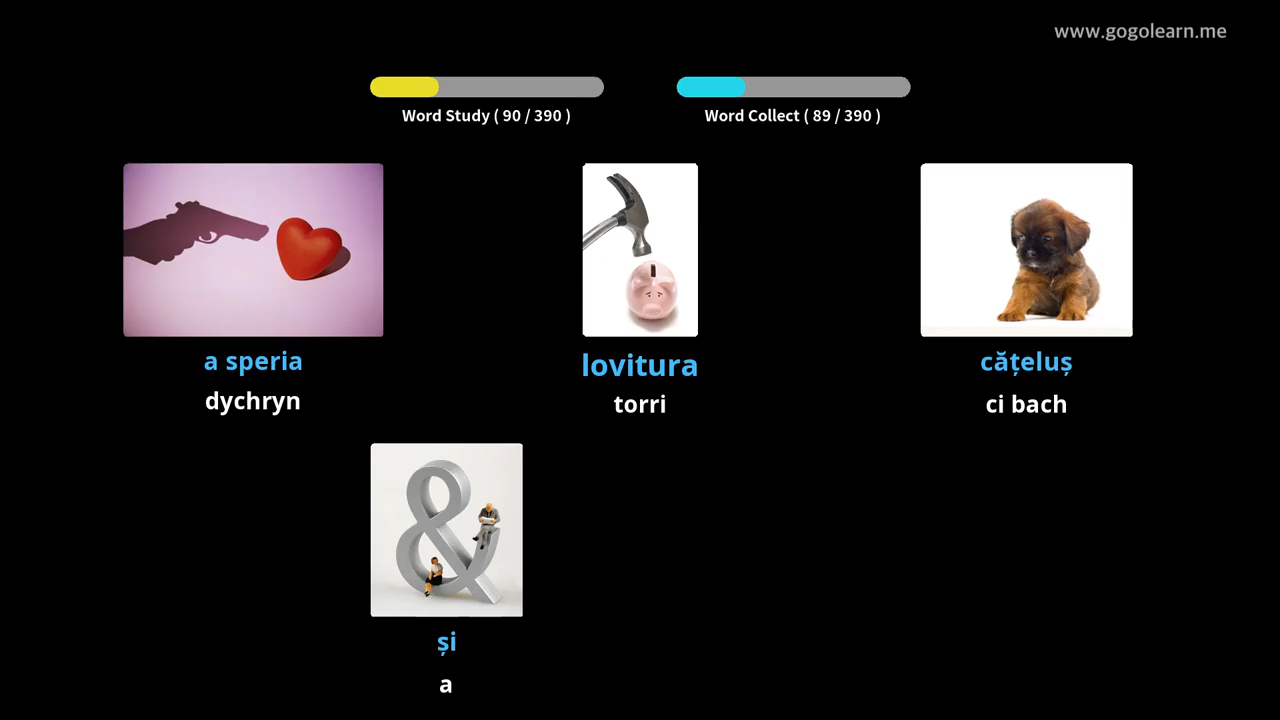 www.gogolearn.me
Word Study ( 90 / 390 )
Word Collect ( 89 / 390 )
a speria
lovitura
cățeluș
dychryn
torri
ci bach
&
și
a